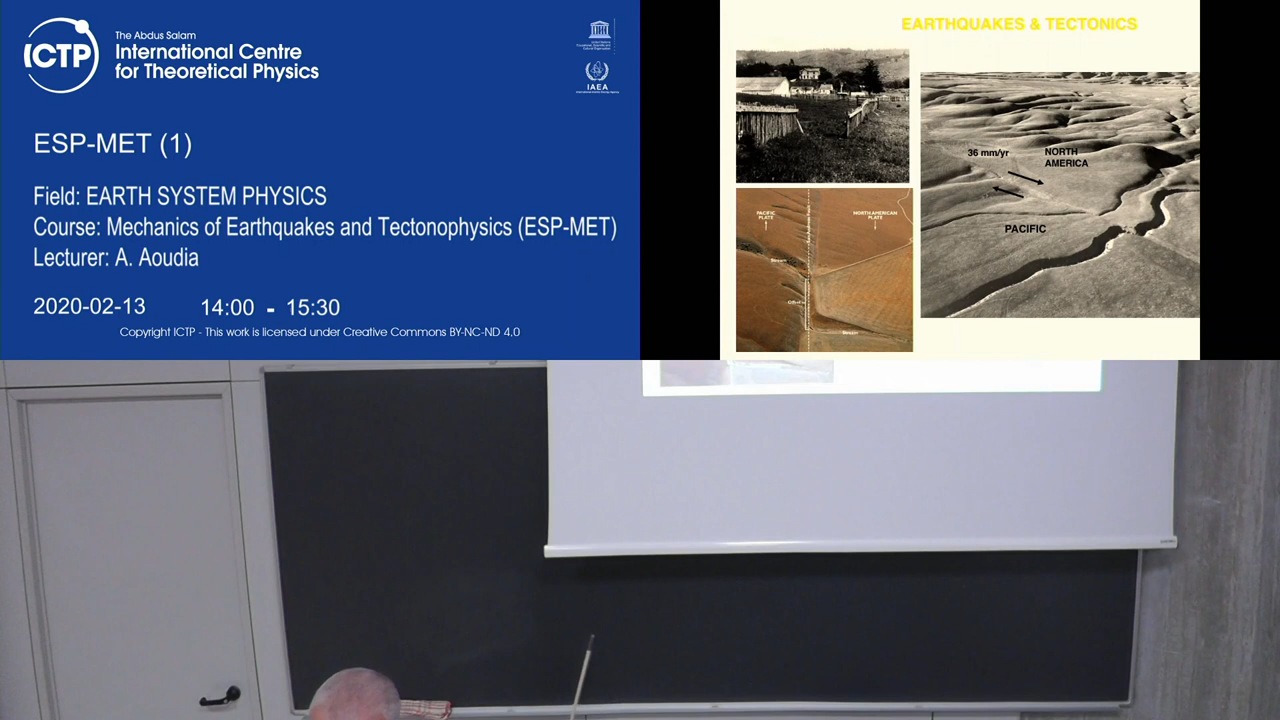 ICTP
The Abdus Salam
International Centre
for Theoretical Physics
IAEA
ESP-MET (1)
Field: EARTH SYSTEM PHYSICS
Course: Mechanics of Earthquakes and Tectonophysics (ESP-MET)
Lecturer: A. Aoudia
2020-02-13 14:00 - 15:30
Copyright ICTP - This work is licensed under Creative Commons BY-NC-ND 4.0
EARTHQUAKES & TECTONICS
36 mm/yr
NORTH
AMERICA
PACIFIC
PACIFIC
PLATE
NORTH AMERICAN
PLATE
Stream
Offset
Stream